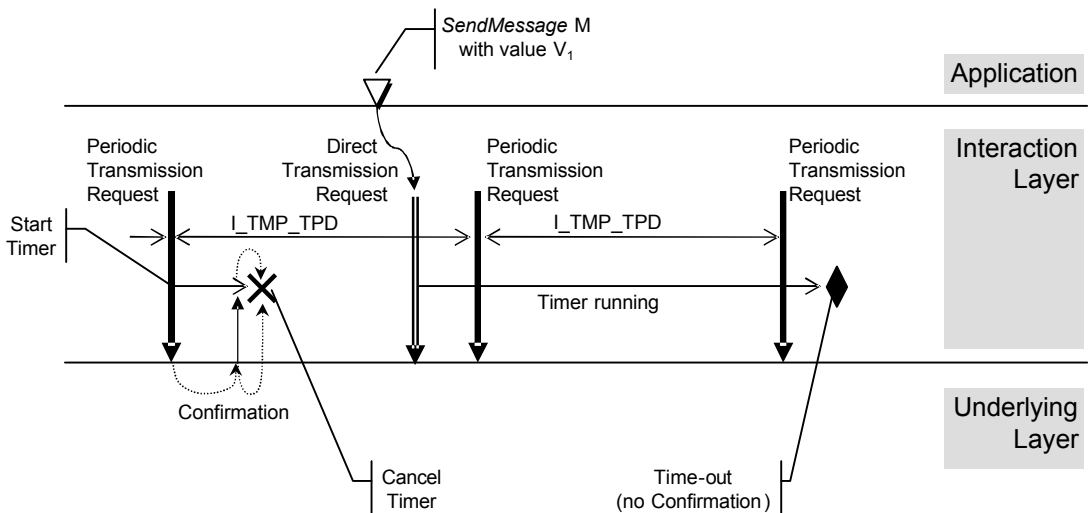 SendMessage M
with value V₁
Application
Periodic
Transmission
Request
Direct
Transmission
Request
Periodic
Transmission
Request
Periodic
Transmission
Request
Interaction
Layer
Start
Timer
I_TMP_TPD
I_TMP_TPD
Timer running
Confirmation
Underlying
Layer
Cancel
Timer
Time-out
(no Confirmation)